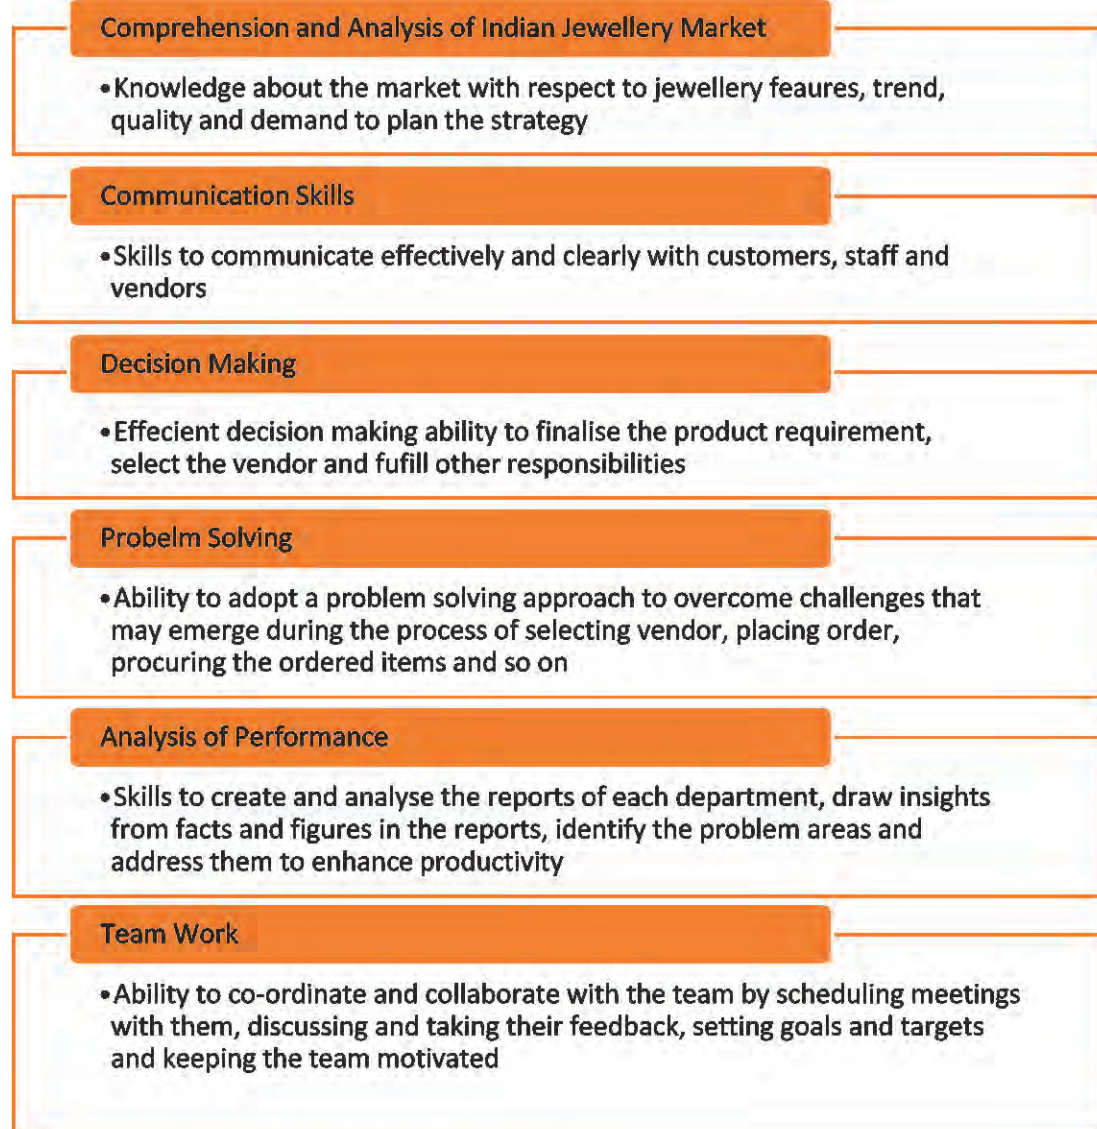 Comprehension and Analysis of Indian Jewellery Market
•Knowledge about the market with respect to jewellery feaures, trend,
quality and demand to plan the strategy
Communication Skills
•Skills to communicate effectively and clearly with customers, staff and
vendors
Decision Making
•Effecient decision making ability to finalise the product requirement,
select the vendor and fufill other responsibilities
Probelm Solving
•Ability to adopt a problem solving approach to overcome challenges that
may emerge during the process of selecting vendor, placing order,
procuring the ordered items and so on
Analysis of Performance
•Skills to create and analyse the reports of each department, draw insights
from facts and figures in the reports, identify the problem areas and
address them to enhance productivity
Team Work
•Ability to co-ordinate and collaborate with the team by scheduling meetings
with them, discussing and taking their feedback, setting goals and targets
and keeping the team motivated